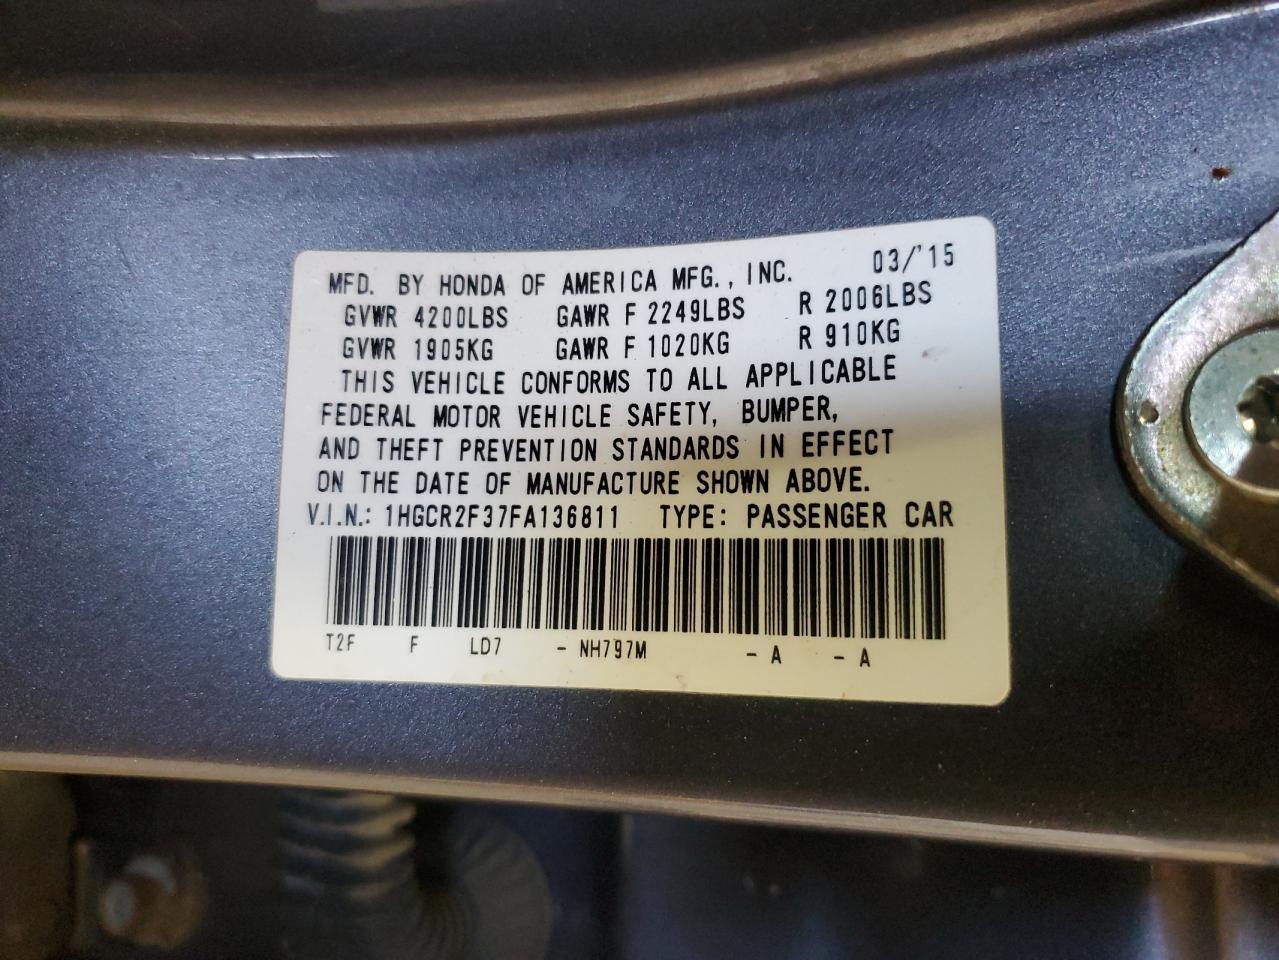 MFD. BY HONDA OF AMERICA MFG., INC. 03/'15
GVWR 4200LBS GAWR F 2249LBS R 2006LBS
GVWR 1905KG GAWR F 1020KG R 910KG
THIS VEHICLE CONFORMS TO ALL APPLICABLE
FEDERAL MOTOR VEHICLE SAFETY, BUMPER,
AND THEFT PREVENTION STANDARDS IN EFFECT
ON THE DATE OF MANUFACTURE SHOWN ABOVE.
V.I.N.: 1HGCR2F37FA136811 TYPE: PASSENGER CAR
T2F F LD7 - NH797M - A - A